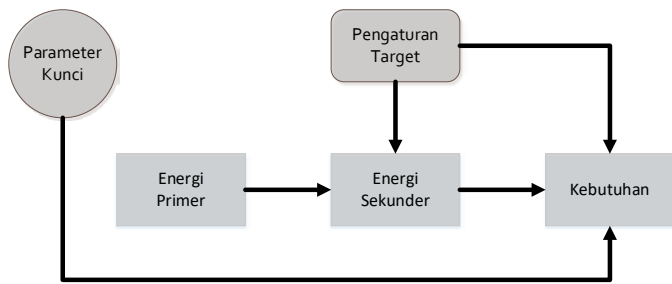 Parameter
Kunci
Pengaturan
Target
Energi
Primer
Energi
Sekunder
Kebutuhan